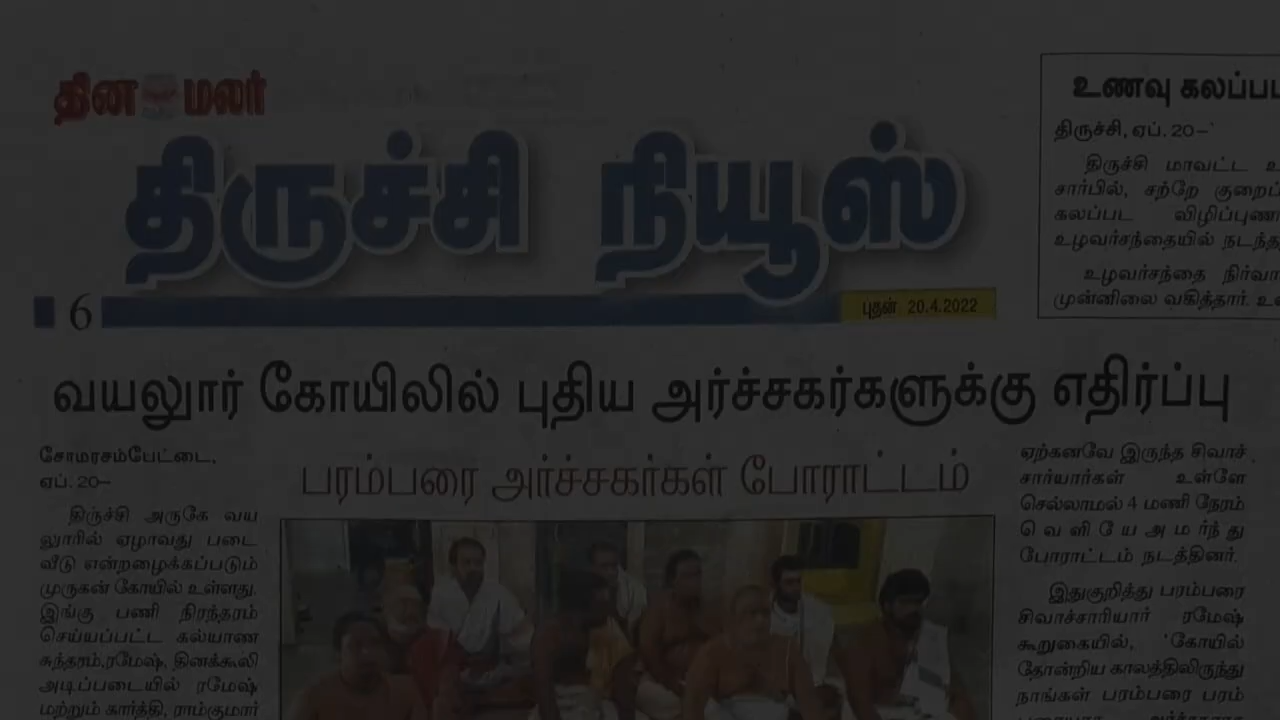 தின மலர்
திருச்சி நியூஸ்
6
புதன் 20.4.2022
வயலூர் கோயிலில் புதிய அர்ச்சகர்களுக்கு எதிர்ப்பு
பரம்பரை அர்ச்சகர்கள் போராட்டம்
சோமரசம்பேட்டை,
ஏப். 20–
திருச்சி அருகே வய
லூரில் ஏழாவது படை
வீடு என்றழைக்கப்படும்
முருகன் கோயில் உள்ளது.
இங்கு பணி நிரந்தரம்
செய்யப்பட்ட கல்யாண
சுந்தரம்,ரமேஷ், தினக்கூலி
அடிப்படையில் ரமேஷ்
மற்றும் கார்த்தி, ராம்குமார்
ஏற்கனவே இருந்த சிவாச்
சார்யார்கள் உள்ளே
செல்லாமல் 4 மணி நேரம்
வெளியே அமர்ந்து
போராட்டம் நடத்தினர்.
இதுகுறித்து பரம்பரை
சிவாச்சாரியார் ரமேஷ்
கூறுகையில், 'கோயில்
தோன்றிய காலத்திலிருந்து
நாங்கள் பரம்பரை பரம்
உணவு கலப்பட
திருச்சி, ஏப். 20–
திருச்சி மாவட்ட உ
சார்பில், சற்றே குறைப்
கலப்பட விழிப்புணர்
உழவர்சந்தையில் நடந்த
உழவர்சந்தை நிர்வா
முன்னிலை வகித்தார். உ